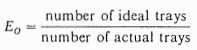 E_O = number of ideal trays / number of actual trays